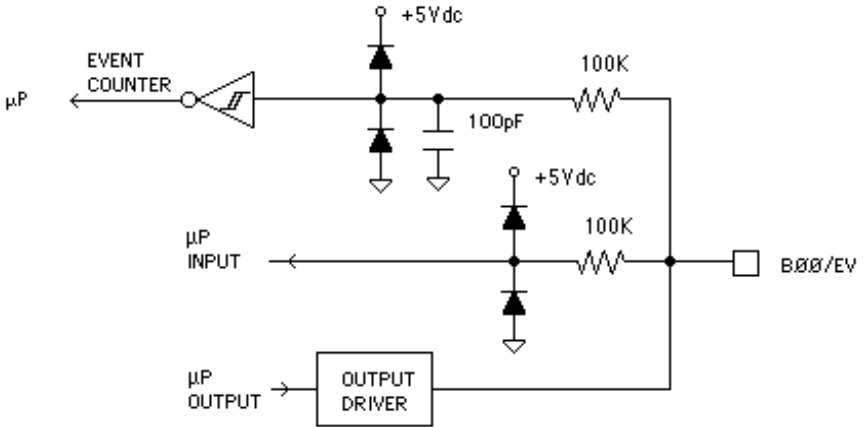 +5Vdc
EVENT
COUNTER
100K
µP
100pF
+5Vdc
µP
INPUT
100K
BØØ/EV
µP
OUTPUT
OUTPUT
DRIVER